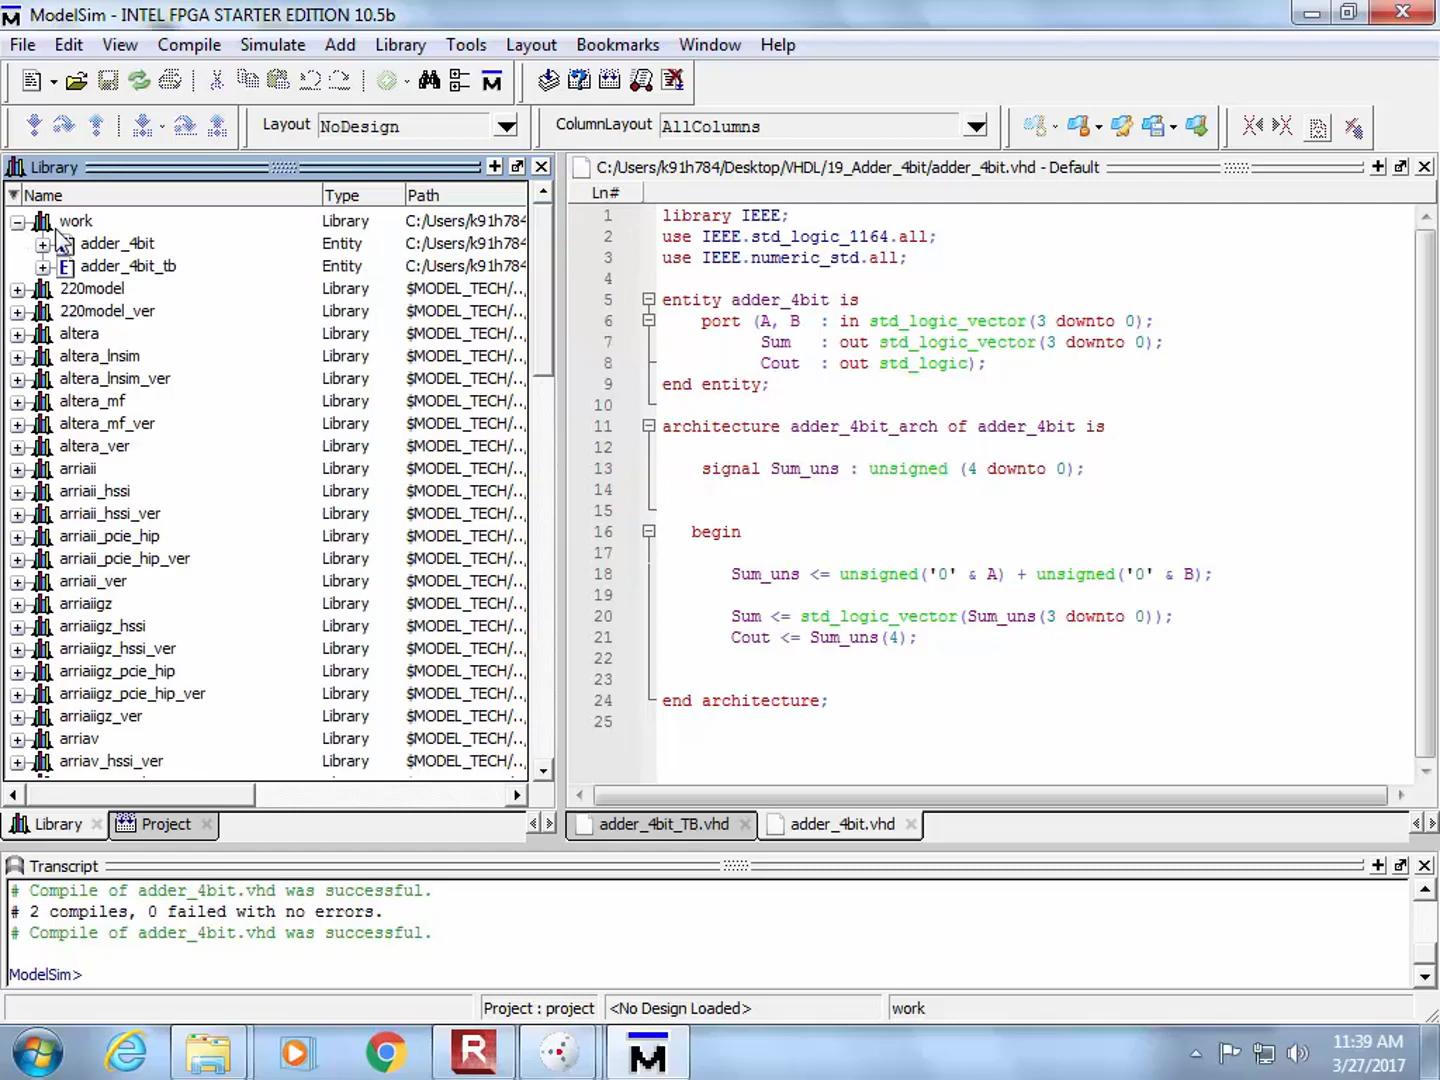 ModelSim - INTEL FPGA STARTER EDITION 10.5b
File Edit View Compile Simulate Add Library Tools Layout Bookmarks Window Help
Layout NoDesign ColumnLayout AllColumns
Library
Name Type Path
work Library C:/Users/k91h784
adder_4bit Entity C:/Users/k91h784
adder_4bit_tb Entity C:/Users/k91h784
220model Library $MODEL_TECH/..
220model_ver Library $MODEL_TECH/..
altera Library $MODEL_TECH/..
altera_lnsim Library $MODEL_TECH/..
altera_lnsim_ver Library $MODEL_TECH/..
altera_mf Library $MODEL_TECH/..
altera_mf_ver Library $MODEL_TECH/..
altera_ver Library $MODEL_TECH/..
arriaii Library $MODEL_TECH/..
arriaii_hssi Library $MODEL_TECH/..
arriaii_hssi_ver Library $MODEL_TECH/..
arriaii_pcie_hip Library $MODEL_TECH/..
arriaii_pcie_hip_ver Library $MODEL_TECH/..
arriaii_ver Library $MODEL_TECH/..
arriaiigz Library $MODEL_TECH/..
arriaiigz_hssi Library $MODEL_TECH/..
arriaiigz_hssi_ver Library $MODEL_TECH/..
arriaiigz_pcie_hip Library $MODEL_TECH/..
arriaiigz_pcie_hip_ver Library $MODEL_TECH/..
arriaiigz_ver Library $MODEL_TECH/..
arriav Library $MODEL_TECH/..
arriav_hssi_ver Library $MODEL_TECH/..
Library Project
C:/Users/k91h784/Desktop/VHDL/19_Adder_4bit/adder_4bit.vhd - Default
Ln#
1 library IEEE;
2 use IEEE.std_logic_1164.all;
3 use IEEE.numeric_std.all;
4
5 entity adder_4bit is
6 port (A, B : in std_logic_vector(3 downto 0);
7 Sum : out std_logic_vector(3 downto 0);
8 Cout : out std_logic);
9 end entity;
10
11 architecture adder_4bit_arch of adder_4bit is
12
13 signal Sum_uns : unsigned (4 downto 0);
14
15
16 begin
17
18 Sum_uns <= unsigned('0' & A) + unsigned('0' & B);
19
20 Sum <= std_logic_vector(Sum_uns(3 downto 0));
21 Cout <= Sum_uns(4);
22
23
24 end architecture;
25
adder_4bit_TB.vhd adder_4bit.vhd
Transcript
# Compile of adder_4bit.vhd was successful.
# 2 compiles, 0 failed with no errors.
# Compile of adder_4bit.vhd was successful.
ModelSim>
Project : project <No Design Loaded> work
11:39 AM
3/27/2017